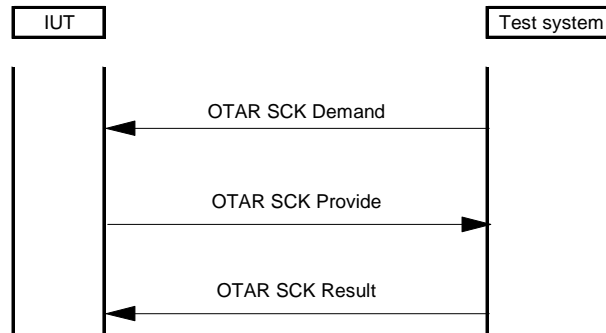 IUT
Test system
OTAR SCK Demand
OTAR SCK Provide
OTAR SCK Result